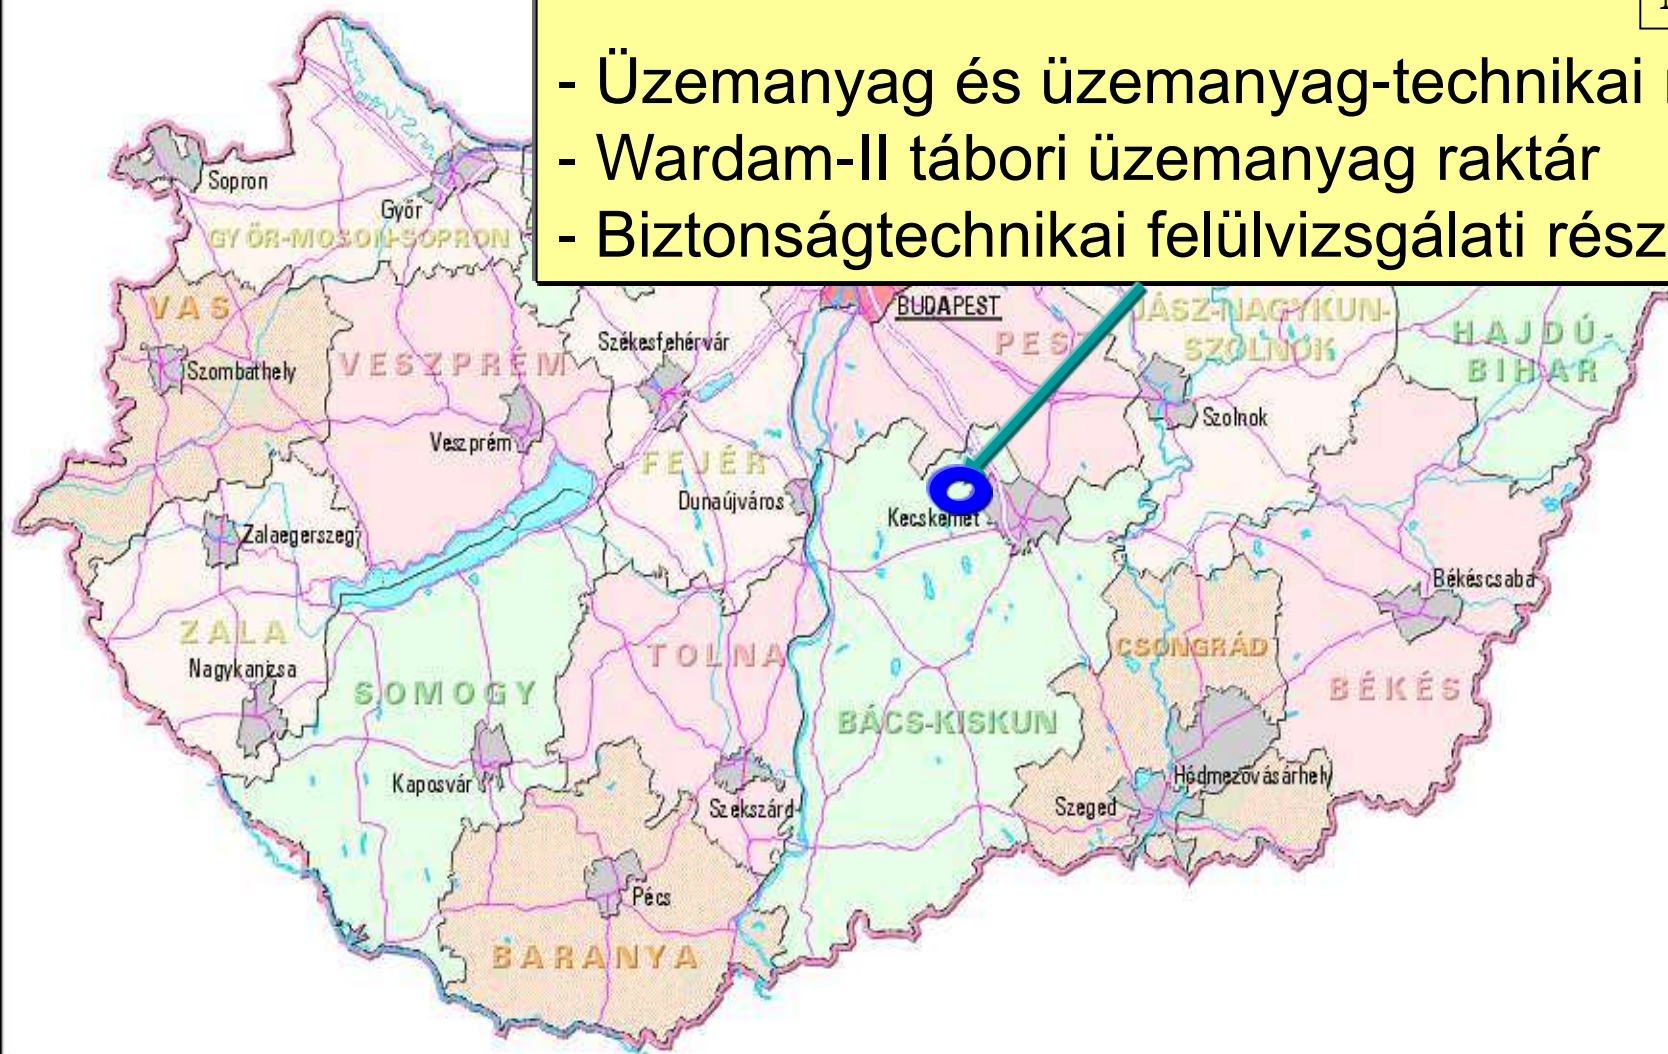 - Üzemanyag és üzemanyag-technikai
- Wardam-II tábori üzemanyag raktár
- Biztonságtechnikai felülvizsgálati rész
Sopron
Győr
GYŐR-MOSON-SOPRON
VAS
BUDAPEST
JÁSZ-NAGYKUN-
SZOLNOK
PEST
HAJDÚ-
BIHAR
Székesfehérvár
VESZPRÉM
Szombathely
Szolnok
Veszprém
FEJÉR
Dunaújváros
Kecskemét
Zalaegerszeg
Békéscsaba
ZALA
TOLNA
CSONGRÁD
Nagykanizsa
SOMOGY
BÉKÉS
BÁCS-KISKUN
Kaposvár
Hódmezővásárhely
Szekszárd
Szeged
Pécs
BARANYA